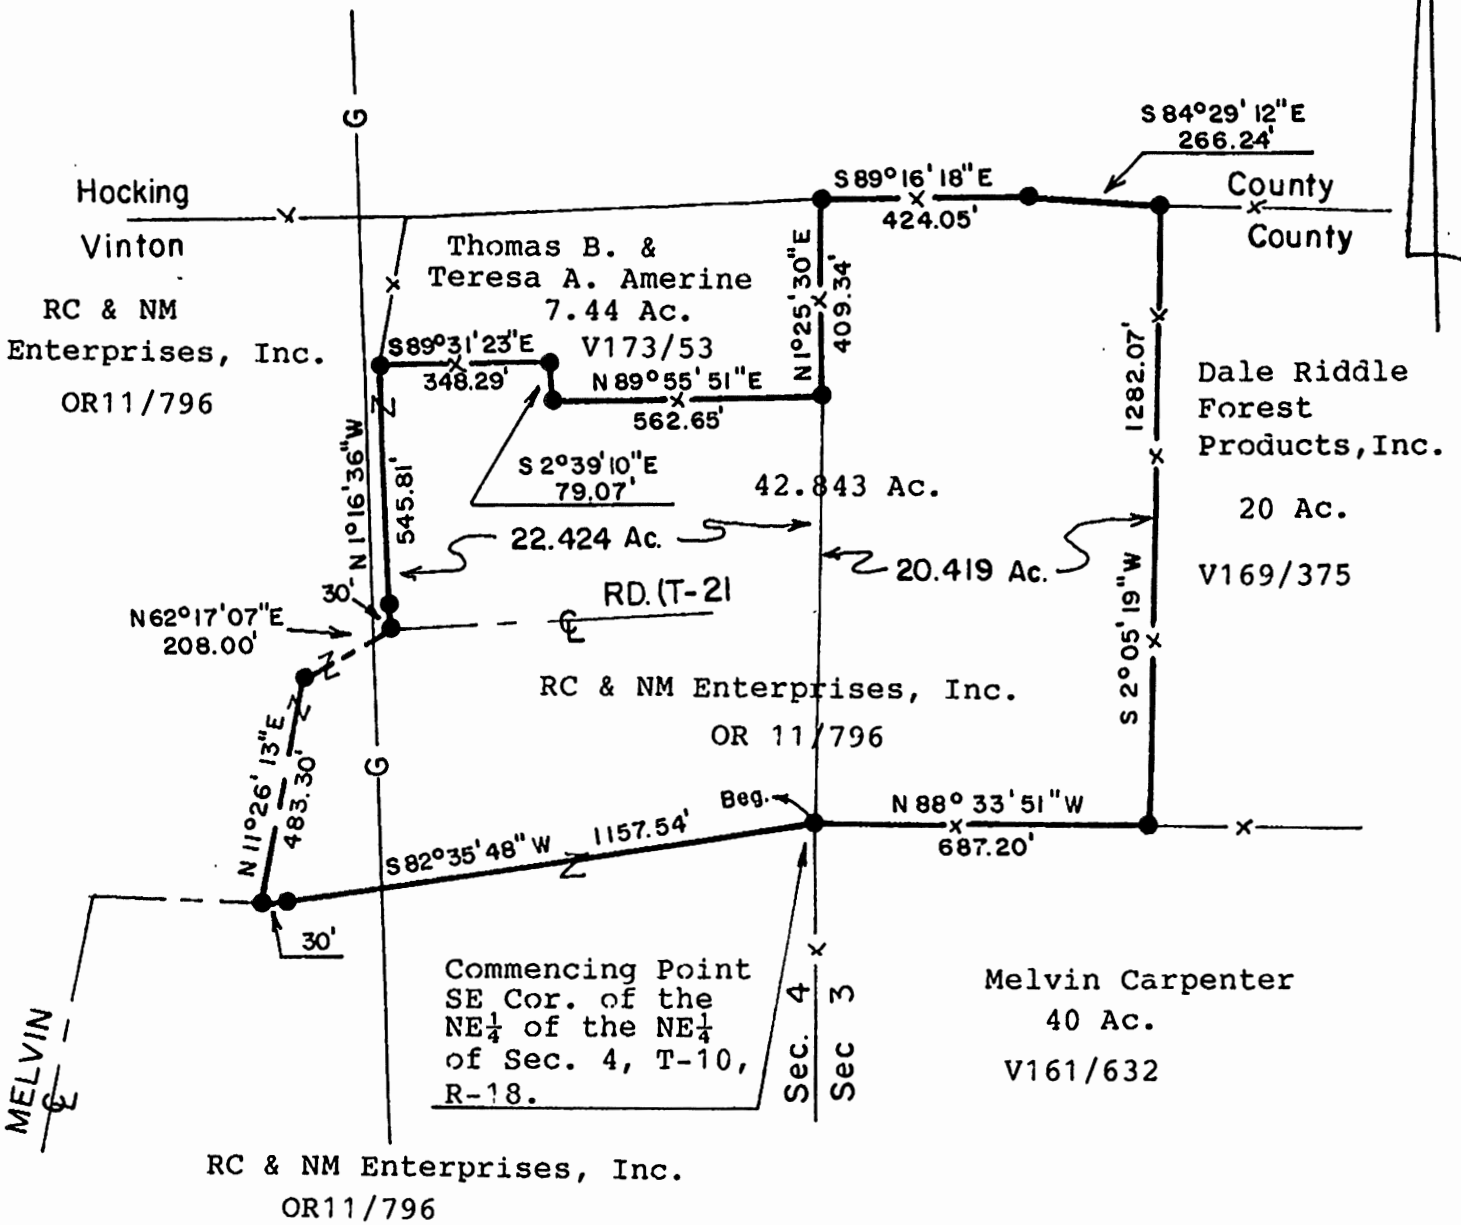 S 84°29'12"E
266.24'
G
Hocking
Vinton
S 89°16'18"E
424.05'
County
County
Thomas B. &
Teresa A. Amerine
7.44 Ac.
V173/53
N 1°25'30"E
409.34'
RC & NM
Enterprises, Inc.
OR11/796
S89°31'23"E
348.29'
N 89°55'51"E
562.65'
S 2°39'10"E
79.07'
N 1°16'36"W
545.81'
1282.07'
S 2°05'19"W
Dale Riddle
Forest
Products,Inc.
20 Ac.
V169/375
42.843 Ac.
22.424 Ac.
20.419 Ac.
30'
RD. (T-21
N62°17'07"E
208.00'
RC & NM Enterprises, Inc.
OR 11/796
N 11°26'13"E
483.30'
G
Beg.
N 88°33'51"W
687.20'
S82°35'48"W 1157.54'
30'
Commencing Point
SE Cor. of the
NE¼ of the NE¼
of Sec. 4, T-10,
R-18.
Sec. 4
Sec 3
Melvin Carpenter
40 Ac.
V161/632
MELVIN
RC & NM Enterprises, Inc.
OR11/796